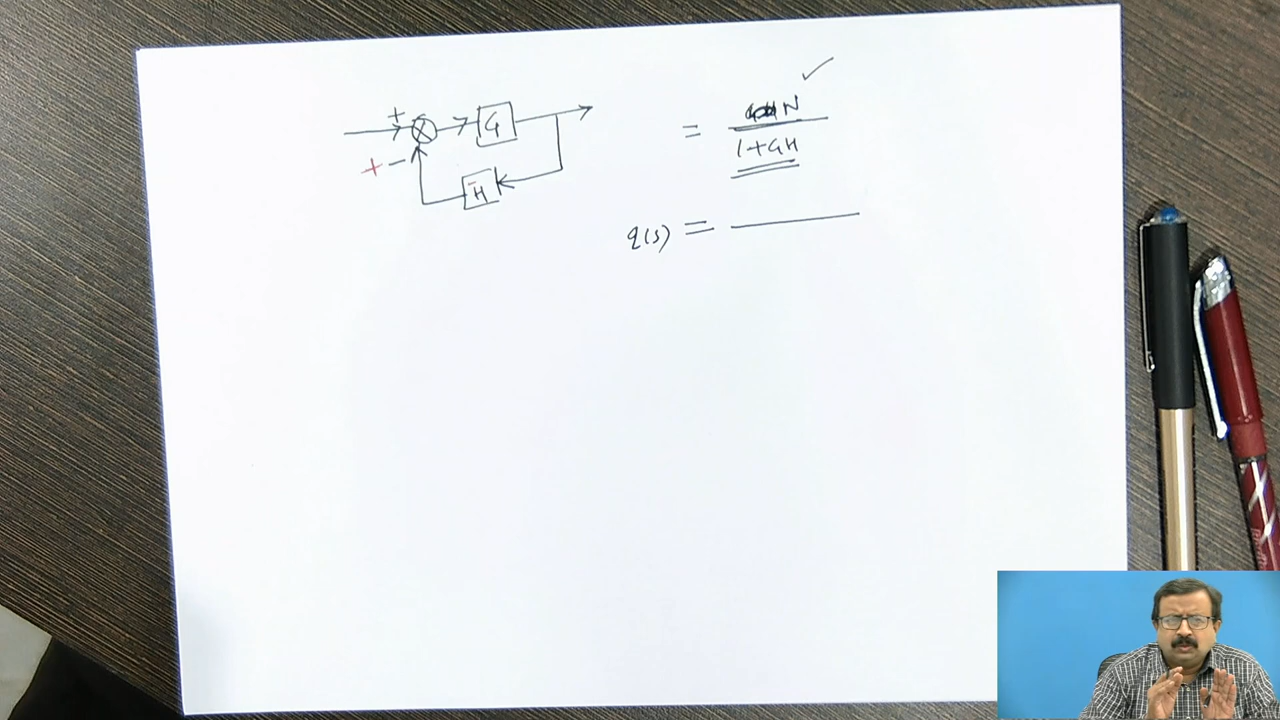 +
G
+ -
H
= N
1+GH
q(s) =